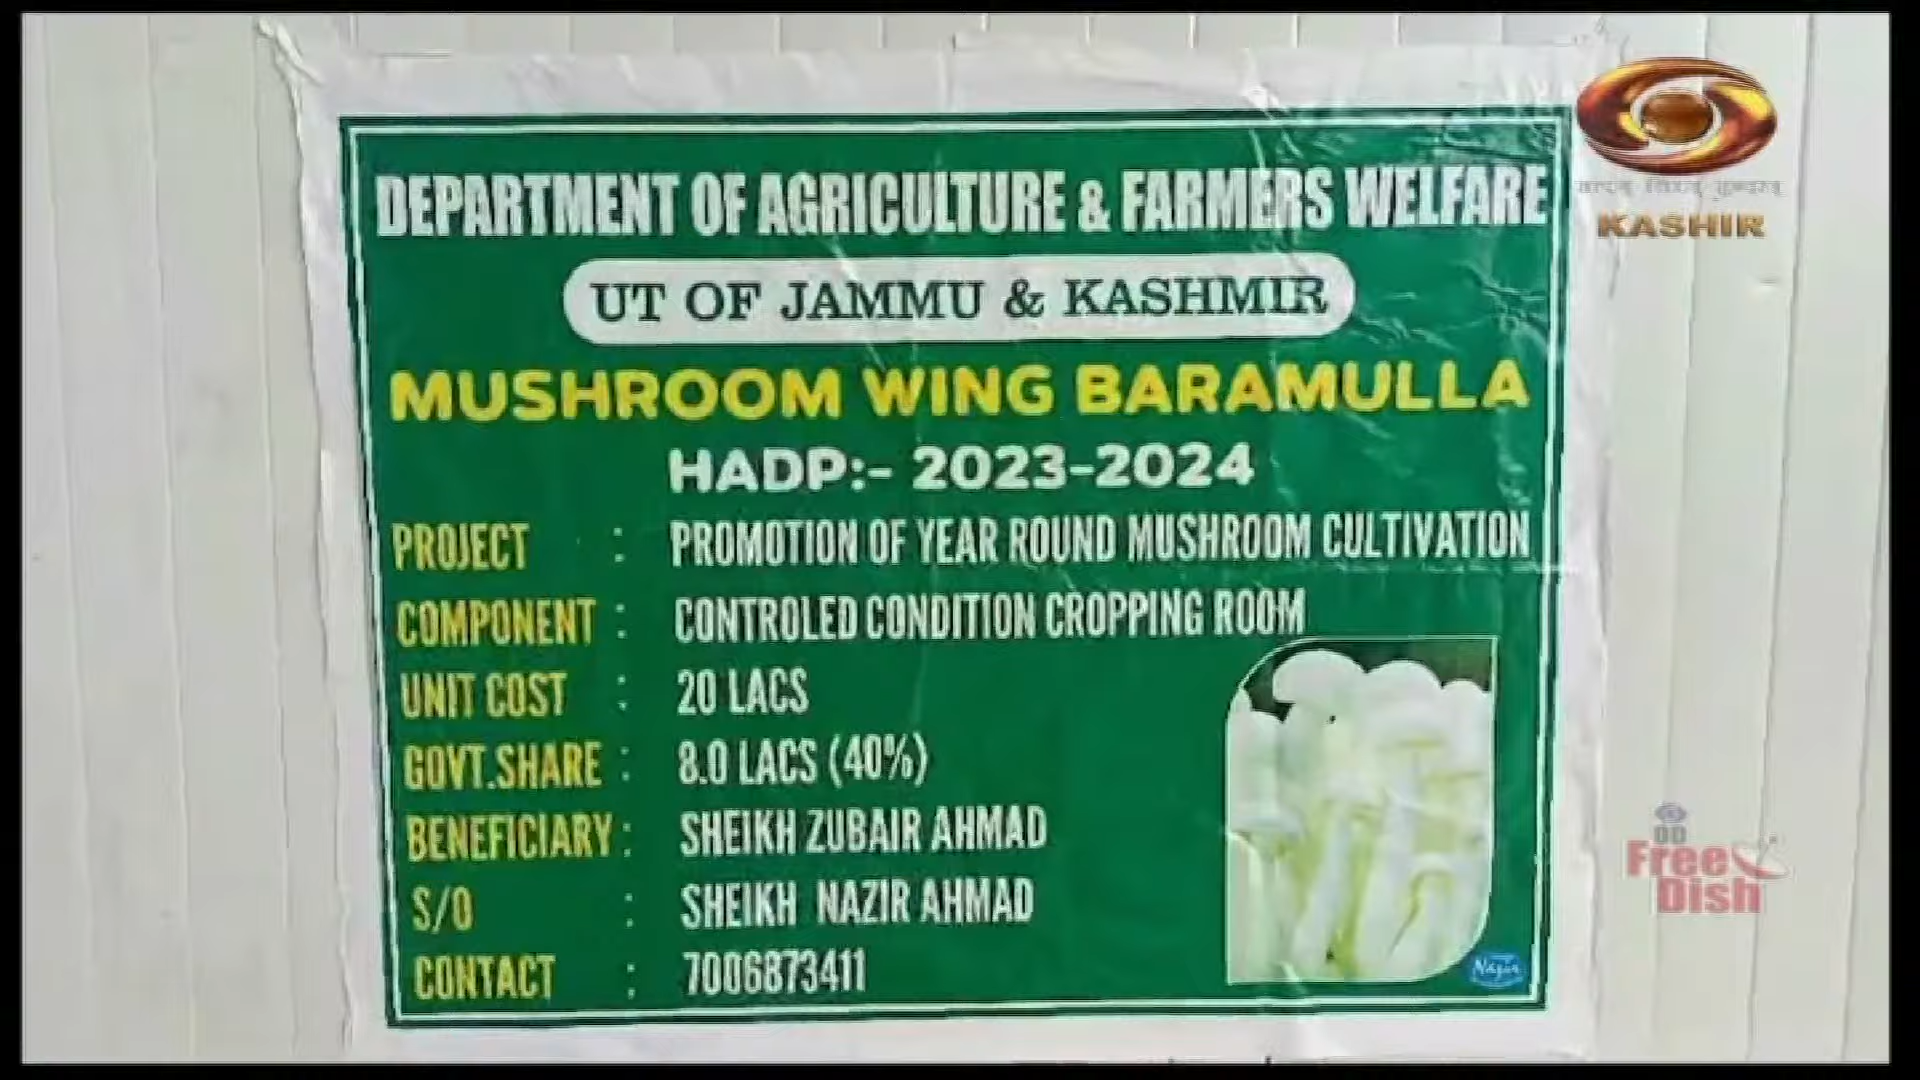 DEPARTMENT OF AGRICULTURE & FARMERS WELFARE
UT OF JAMMU & KASHMIR
MUSHROOM WING BARAMULLA
HADP:- 2023-2024
PROJECT : PROMOTION OF YEAR ROUND MUSHROOM CULTIVATION
COMPONENT : CONTROLED CONDITION CROPPING ROOM
UNIT COST : 20 LACS
GOVT.SHARE : 8.0 LACS (40%)
BENEFICIARY : SHEIKH ZUBAIR AHMAD
S/O : SHEIKH NAZIR AHMAD
CONTACT : 7006873411
KASHIR
Free
Dish